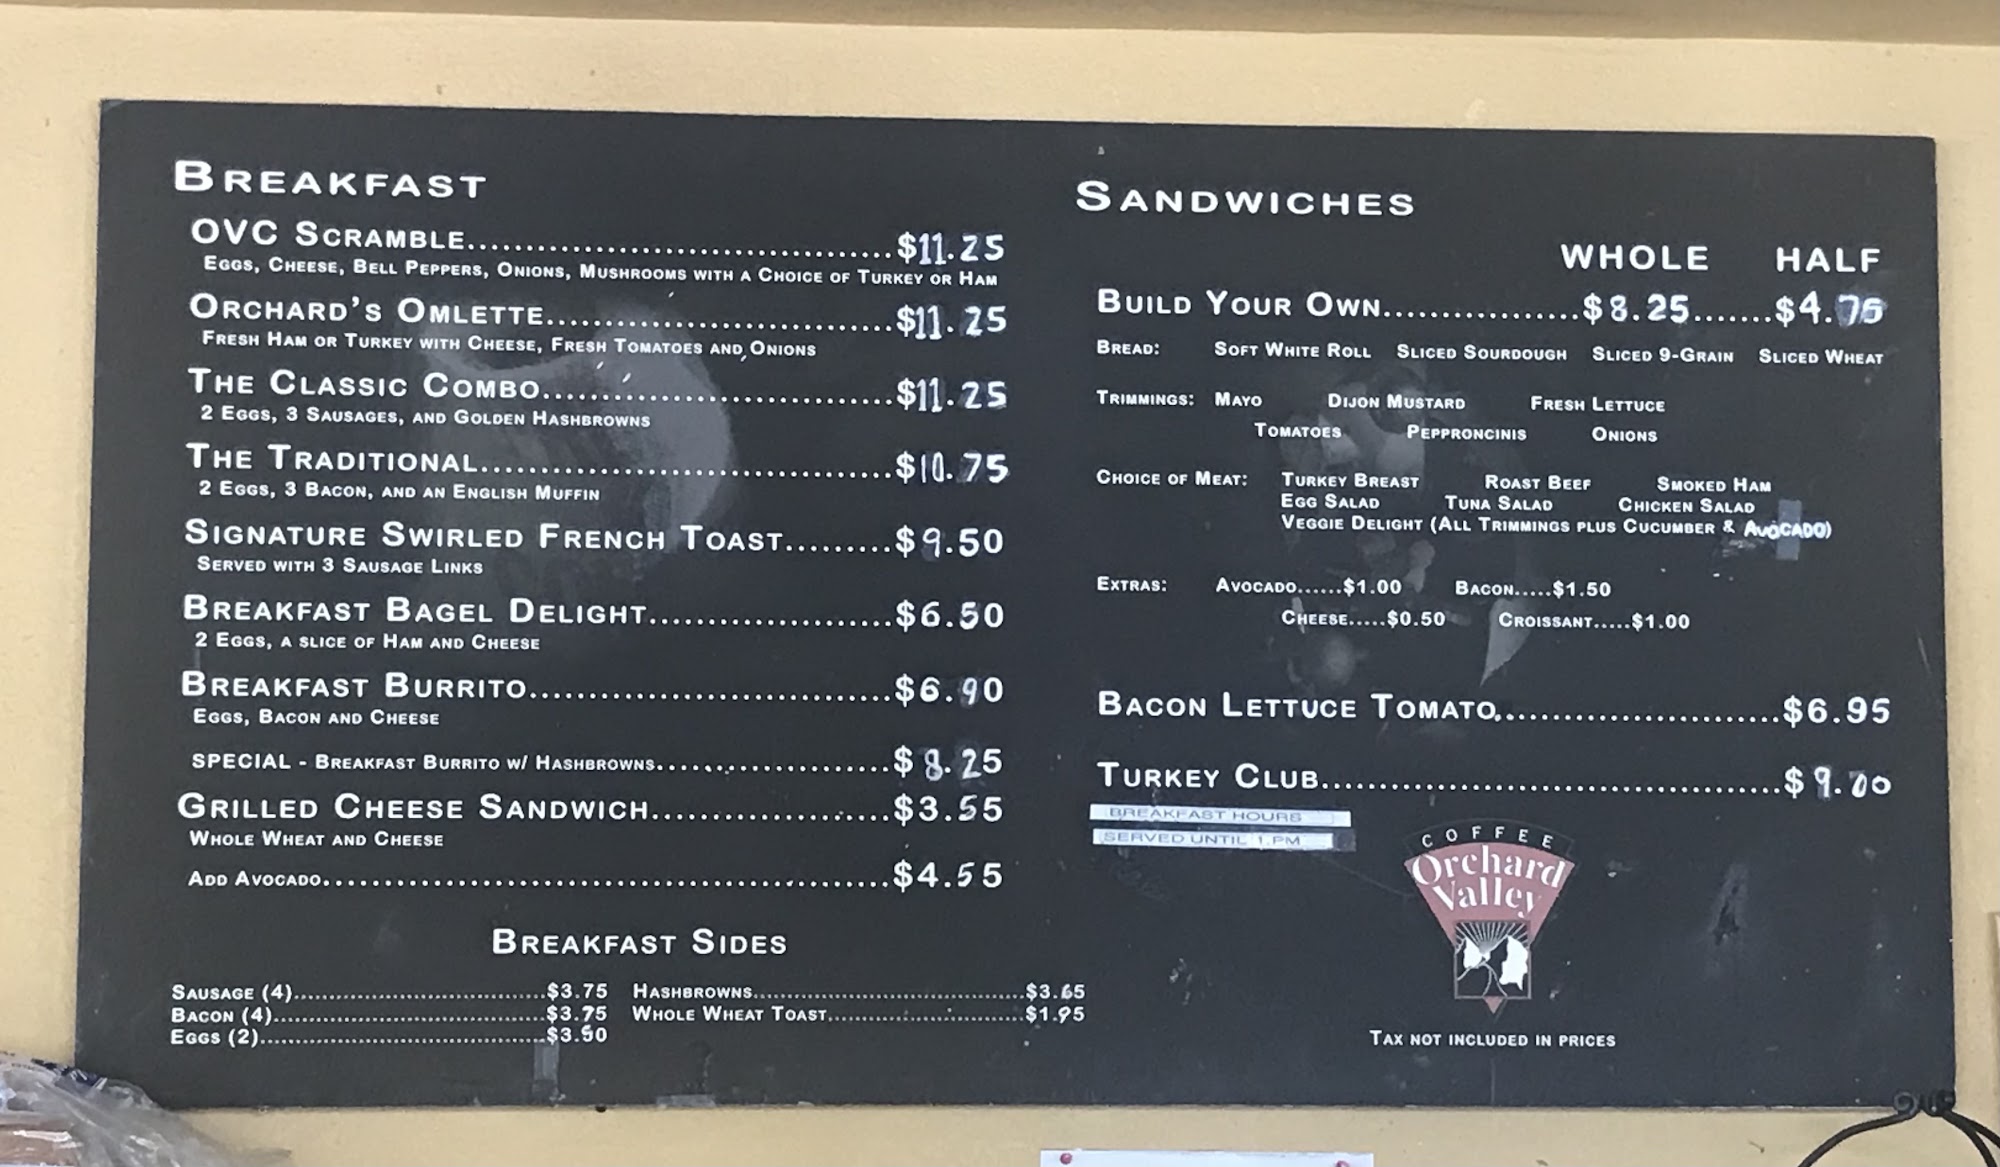 BREAKFAST
OVC SCRAMBLE..........$11.25
EGGS, CHEESE, BELL PEPPERS, ONIONS, MUSHROOMS WITH A CHOICE OF TURKEY OR HAM
ORCHARD'S OMLETTE..........$11.25
FRESH HAM OR TURKEY WITH CHEESE, FRESH TOMATOES AND ONIONS
THE CLASSIC COMBO..........$11.25
2 EGGS, 3 SAUSAGES, AND GOLDEN HASHBROWNS
THE TRADITIONAL..........$10.75
2 EGGS, 3 BACON, AND AN ENGLISH MUFFIN
SIGNATURE SWIRLED FRENCH TOAST.........$9.50
SERVED WITH 3 SAUSAGE LINKS
BREAKFAST BAGEL DELIGHT..........$6.50
2 EGGS, A SLICE OF HAM AND CHEESE
BREAKFAST BURRITO..........$6.90
EGGS, BACON AND CHEESE
SPECIAL - BREAKFAST BURRITO W/ HASHBROWNS..........$8.25
GRILLED CHEESE SANDWICH..........$3.55
WHOLE WHEAT AND CHEESE
ADD AVOCADO..........$4.55
BREAKFAST SIDES
SAUSAGE (4)..........$3.75
BACON (4)..........$3.75
EGGS (2)..........$3.50
HASHBROWNS..........$3.65
WHOLE WHEAT TOAST..........$1.95
SANDWICHES
WHOLE HALF
BUILD YOUR OWN..........$8.25.......$4.75
BREAD: SOFT WHITE ROLL SLICED SOURDOUGH SLICED 9-GRAIN SLICED WHEAT
TRIMMINGS: MAYO DIJON MUSTARD FRESH LETTUCE
TOMATOES PEPPRONCINIS ONIONS
CHOICE OF MEAT: TURKEY BREAST ROAST BEEF SMOKED HAM
EGG SALAD TUNA SALAD CHICKEN SALAD
VEGGIE DELIGHT (ALL TRIMMINGS PLUS CUCUMBER & AVOCADO)
EXTRAS: AVOCADO......$1.00 BACON.....$1.50
CHEESE.....$0.50 CROISSANT.....$1.00
BACON LETTUCE TOMATO..........$6.95
TURKEY CLUB..........$9.00
BREAKFAST HOURS
SERVED UNTIL 1 PM
COFFEE
Orchard
Valley
TAX NOT INCLUDED IN PRICES